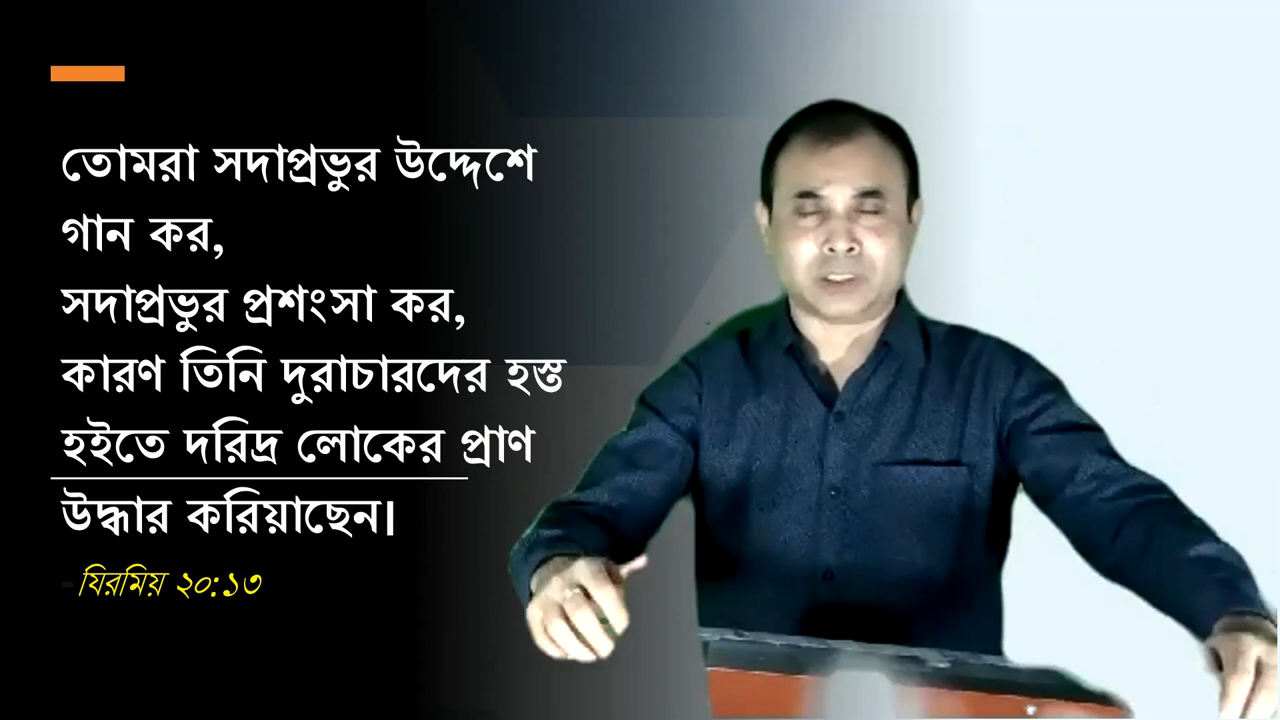 তোমরা সদাপ্রভুর উদ্দেশে
গান কর,
সদাপ্রভুর প্রশংসা কর,
কারণ তিনি দুরাচারদের হস্ত
হইতে দরিদ্র লোকের প্রাণ
উদ্ধার করিয়াছেন।
- যিরমিয় ২০:১৩